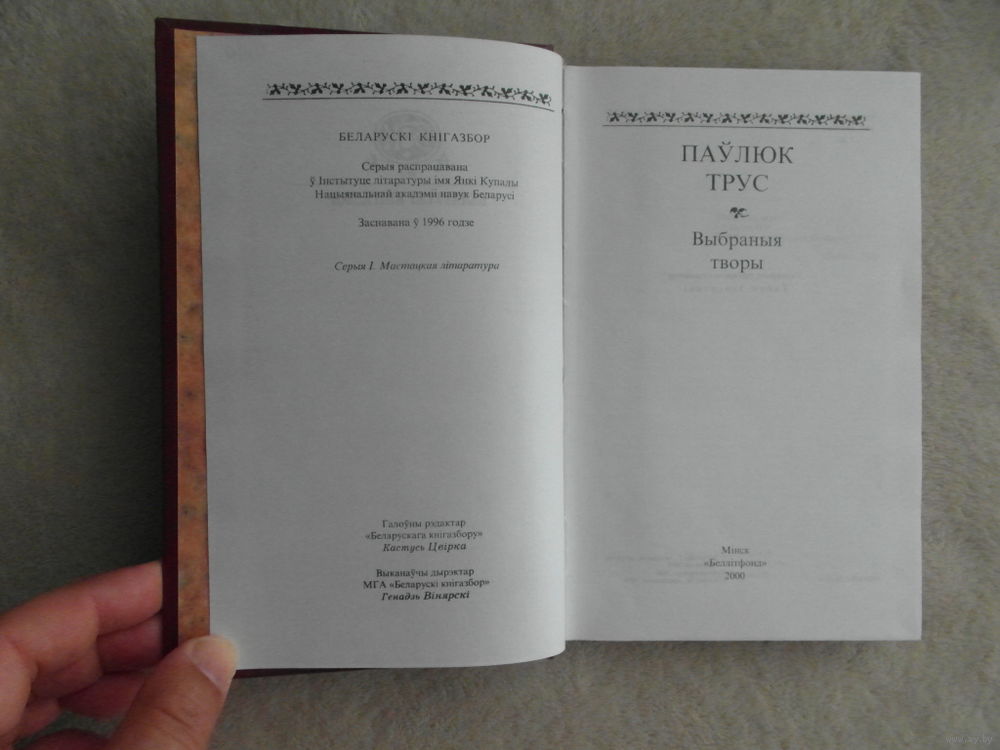 БЕЛАРУСКІ КНІГАЗБОР
Серыя распрацавана
ў Інстытуце літаратуры імя Янкі Купалы
Нацыянальнай акадэміі навук Беларусі
Заснавана ў 1996 годзе
Серыя I. Мастацкая літаратура
Галоўны рэдактар
«Беларускага кнігазбору»
Кастусь Цвірка
Выканаўчы дырэктар
МГА «Беларускі кнігазбор»
Генадзь Вінярскі
ПАЎЛЮК
ТРУС
Выбраныя
творы
Мінск
«Беллітфонд»
2000